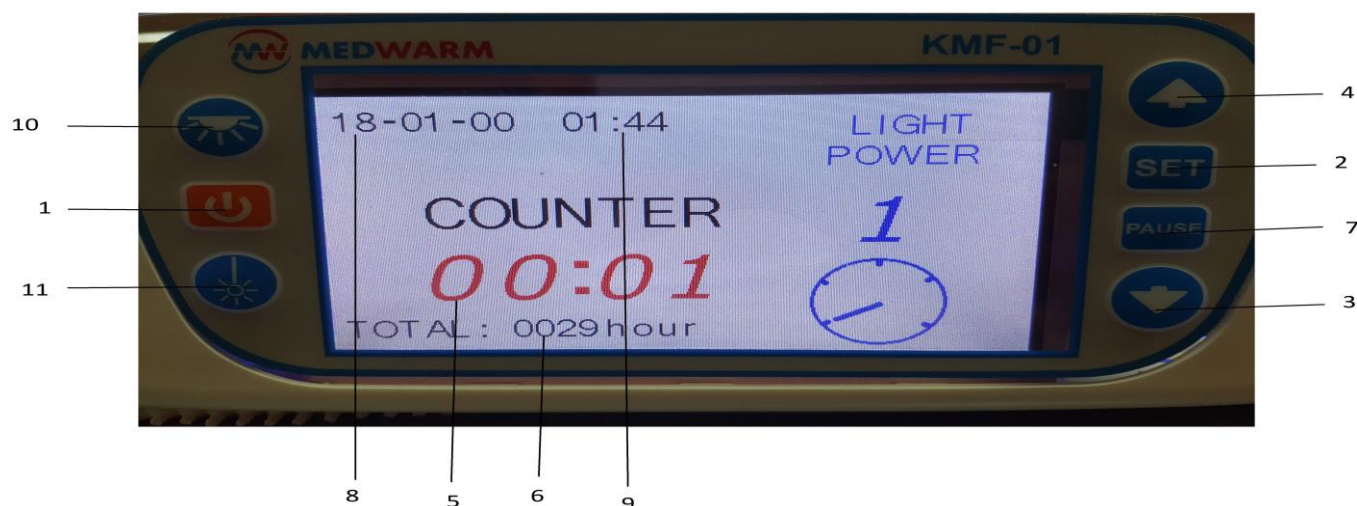 MW MEDWARM KMF-01
18-01-00 01:44 LIGHT
POWER
COUNTER 1
00:01
TOTAL: 0029hour
SET
PAUSE
10
1
11
4
2
7
3
8 5 6 9